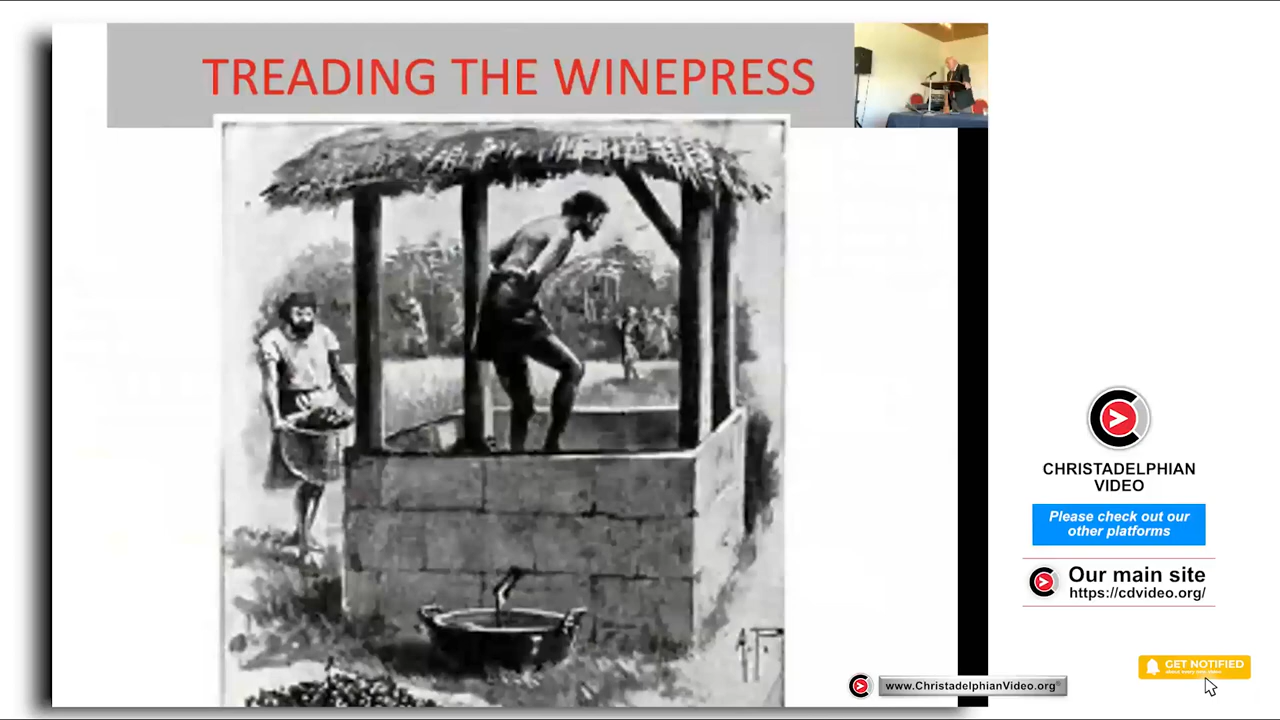 TREADING THE WINEPRESS
CHRISTADELPHIAN
VIDEO
Please check out our
other platforms
Our main site
https://cdvideo.org/
GET NOTIFIED
www.ChristadelphianVideo.org